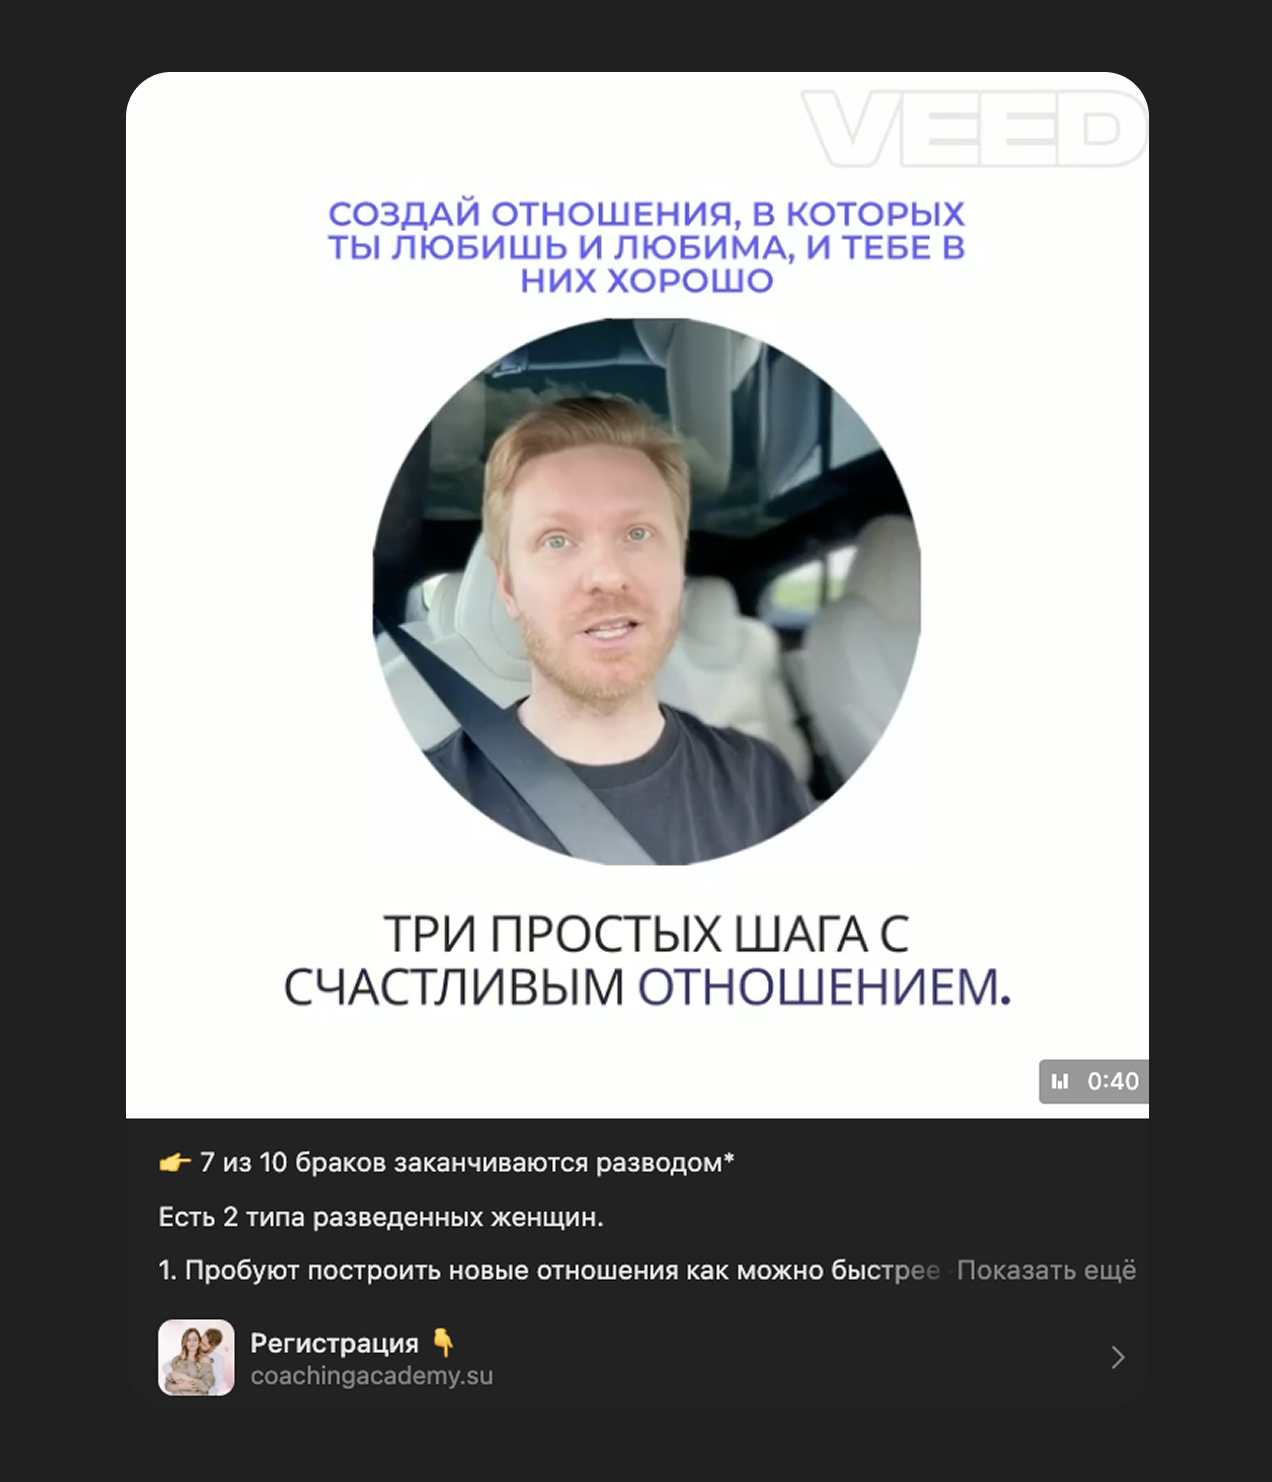 VEED
СОЗДАЙ ОТНОШЕНИЯ, В КОТОРЫХ
ТЫ ЛЮБИШЬ И ЛЮБИМА, И ТЕБЕ В
НИХ ХОРОШО
ТРИ ПРОСТЫХ ШАГА С
СЧАСТЛИВЫМ ОТНОШЕНИЕМ.
0:40
👉 7 из 10 браков заканчиваются разводом*
Есть 2 типа разведенных женщин.
1. Пробуют построить новые отношения как можно быстрее · Показать ещё
Регистрация 👇
coachingacademy.su